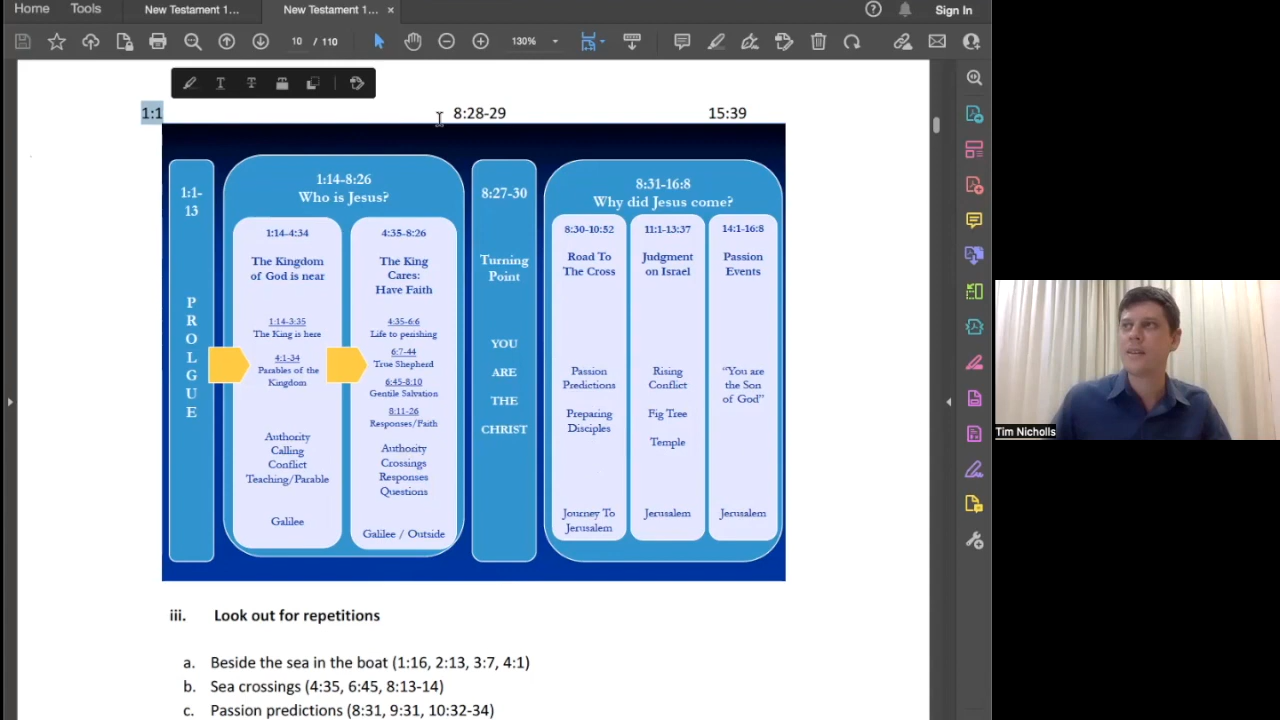 Home Tools New Testament 1... New Testament 1... × Sign In
10 / 110 130%
1:1 8:28-29 15:39
1:1-
13
PROLGUE
1:14-8:26
Who is Jesus?
1:14-4:34
The Kingdom
of God is near
1:14-3:35
The King is here
4:1-34
Parables of the
Kingdom
Authority
Calling
Conflict
Teaching/Parable
Galilee
4:35-8:26
The King
Cares:
Have Faith
4:35-6:6
Life to perishing
6:7-44
True Shepherd
6:45-8:10
Gentile Salvation
8:11-26
Responses/Faith
Authority
Crossings
Responses
Questions
Galilee / Outside
8:27-30
Turning
Point
YOU
ARE
THE
CHRIST
8:31-16:8
Why did Jesus come?
8:30-10:52
Road To
The Cross
Passion
Predictions
Preparing
Disciples
Journey To
Jerusalem
11:1-13:37
Judgment
on Israel
Rising
Conflict
Fig Tree
Temple
Jerusalem
14:1-16:8
Passion
Events
“You are
the Son
of God”
Jerusalem
iii. Look out for repetitions
a. Beside the sea in the boat (1:16, 2:13, 3:7, 4:1)
b. Sea crossings (4:35, 6:45, 8:13-14)
c. Passion predictions (8:31, 9:31, 10:32-34)
Tim Nicholls